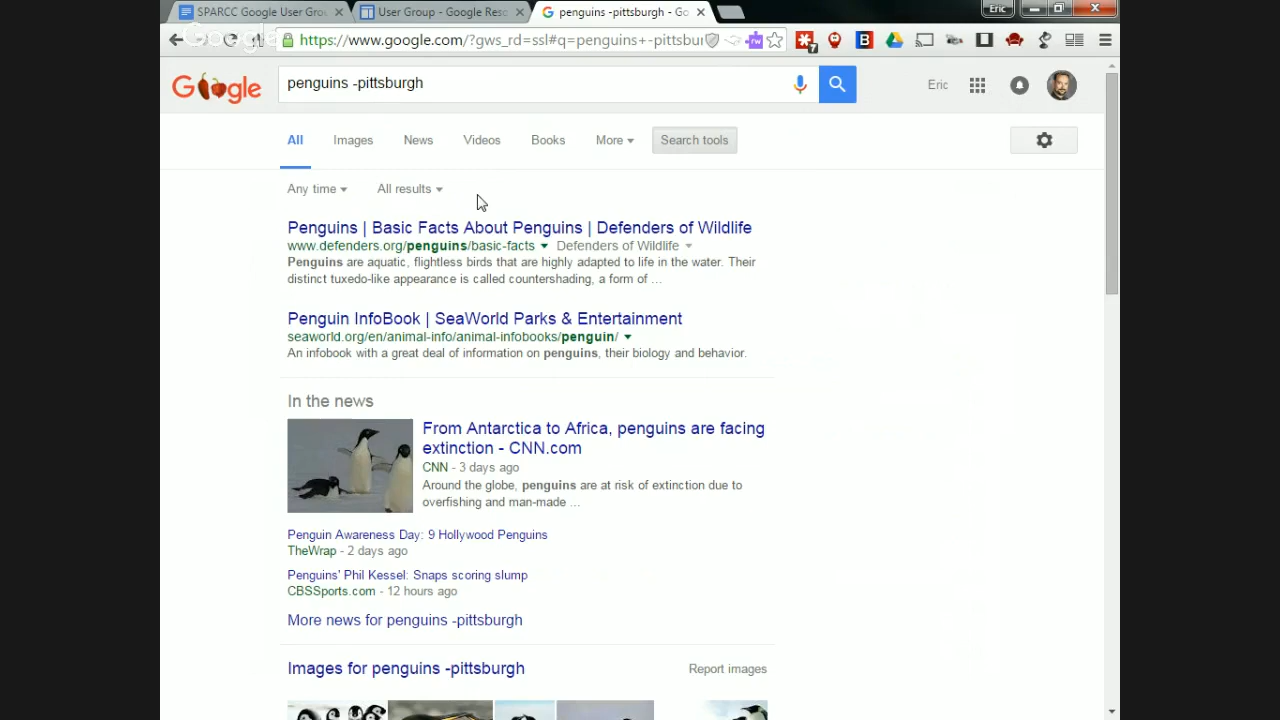 SPARCC Google User Grou
User Group - Google Reso
penguins -pittsburgh - Go
Eric
https://www.google.com/?gws_rd=ssl#q=penguins+-pittsbur
Google
penguins -pittsburgh
Eric
All
Images
News
Videos
Books
More
Search tools
Any time
All results
Penguins | Basic Facts About Penguins | Defenders of Wildlife
www.defenders.org/penguins/basic-facts Defenders of Wildlife
Penguins are aquatic, flightless birds that are highly adapted to life in the water. Their
distinct tuxedo-like appearance is called countershading, a form of ...
Penguin InfoBook | SeaWorld Parks & Entertainment
seaworld.org/en/animal-info/animal-infobooks/penguin/
An infobook with a great deal of information on penguins, their biology and behavior.
In the news
From Antarctica to Africa, penguins are facing
extinction - CNN.com
CNN - 3 days ago
Around the globe, penguins are at risk of extinction due to
overfishing and man-made ...
Penguin Awareness Day: 9 Hollywood Penguins
TheWrap - 2 days ago
Penguins' Phil Kessel: Snaps scoring slump
CBSSports.com - 12 hours ago
More news for penguins -pittsburgh
Images for penguins -pittsburgh
Report images